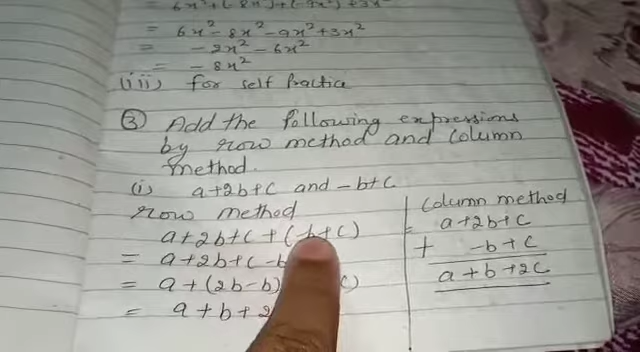 = 6x² - 8x² - 9x² + 3x²
= - 2x² - 6x²
= - 8x²
(iii) for self Practice
③ Add the following expressions
by row method and Column
method.
(i) a+2b+c and -b+c
row method
a+2b+c+(-b+c)
= a+2b+c-b
= a+(2b-b) c)
= a+b+2
Column method
= a+2b+c
+ -b+c
a+b+2c